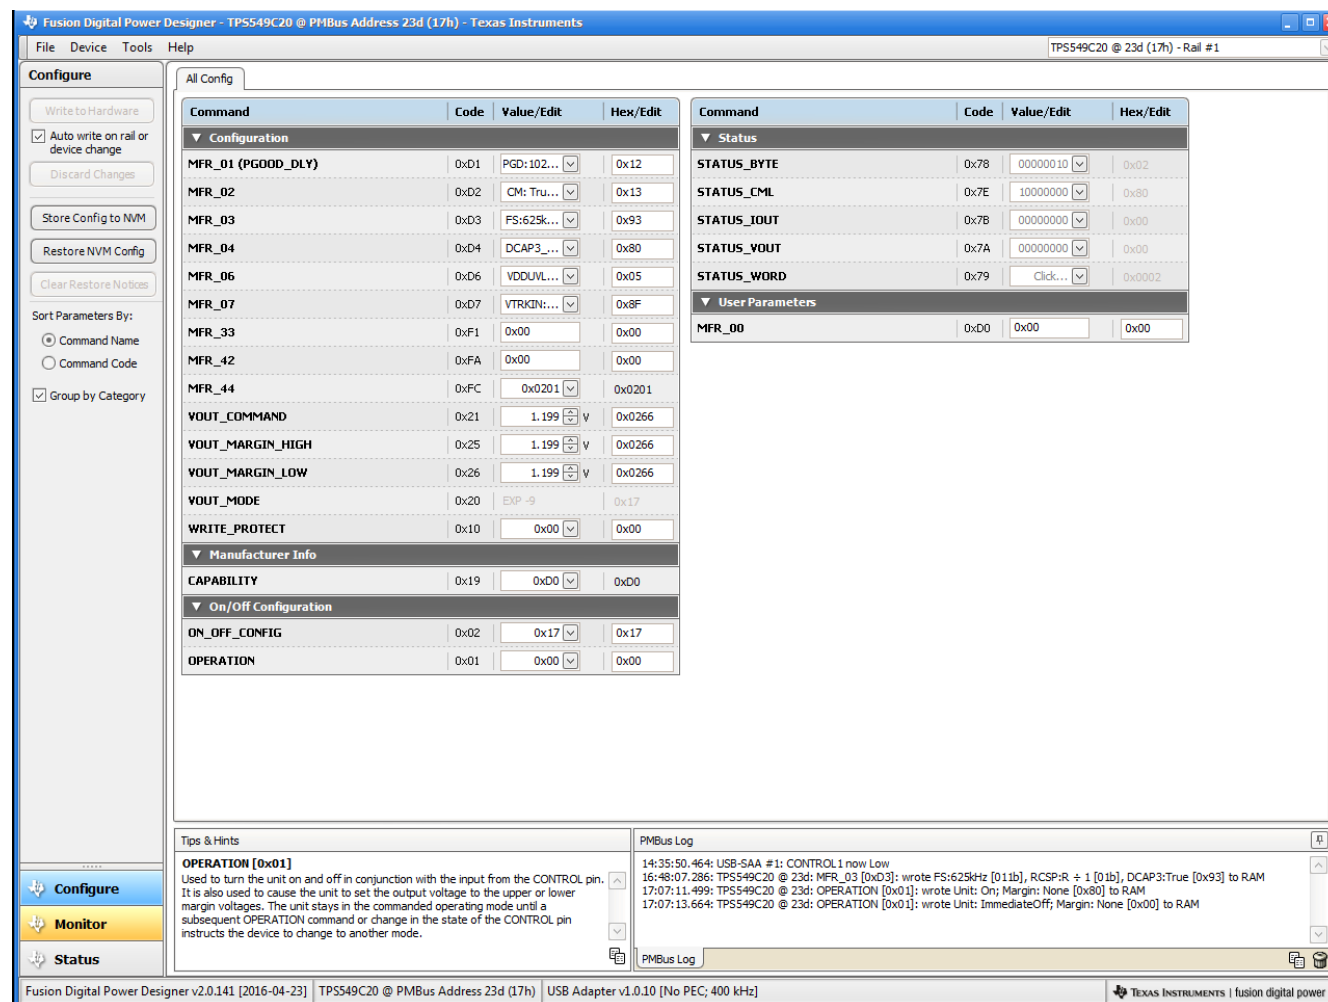 Fusion Digital Power Designer - TPS549C20 @ PMBus Address 23d (17h) - Texas Instruments
File Device Tools Help
TPS549C20 @ 23d (17h) - Rail #1
Configure
Write to Hardware
Auto write on rail or
device change
Discard Changes
Store Config to NVM
Restore NVM Config
Clear Restore Notices
Sort Parameters By:
Command Name
Command Code
Group by Category
Configure
Monitor
Status
All Config
Command Code Value/Edit Hex/Edit
Configuration
MFR_01 (PGOOD_DLY) 0xD1 PGD:102... 0x12
MFR_02 0xD2 CM: Tru... 0x13
MFR_03 0xD3 FS:625k... 0x93
MFR_04 0xD4 DCAP3_... 0x80
MFR_06 0xD6 VDDUVL... 0x05
MFR_07 0xD7 VTRKIN:... 0x8F
MFR_33 0xF1 0x00 0x00
MFR_42 0xFA 0x00 0x00
MFR_44 0xFC 0x0201 0x0201
VOUT_COMMAND 0x21 1.199 V 0x0266
VOUT_MARGIN_HIGH 0x25 1.199 V 0x0266
VOUT_MARGIN_LOW 0x26 1.199 V 0x0266
VOUT_MODE 0x20 EXP -9 0x17
WRITE_PROTECT 0x10 0x00 0x00
Manufacturer Info
CAPABILITY 0x19 0xD0 0xD0
On/Off Configuration
ON_OFF_CONFIG 0x02 0x17 0x17
OPERATION 0x01 0x00 0x00
Command Code Value/Edit Hex/Edit
Status
STATUS_BYTE 0x78 00000010 0x02
STATUS_CML 0x7E 10000000 0x80
STATUS_IOUT 0x7B 00000000 0x00
STATUS_VOUT 0x7A 00000000 0x00
STATUS_WORD 0x79 Click... 0x0002
User Parameters
MFR_00 0xD0 0x00 0x00
Tips & Hints
OPERATION [0x01]
Used to turn the unit on and off in conjunction with the input from the CONTROL pin.
It is also used to cause the unit to set the output voltage to the upper or lower
margin voltages. The unit stays in the commanded operating mode until a
subsequent OPERATION command or change in the state of the CONTROL pin
instructs the device to change to another mode.
PMBus Log
14:35:50.464: USB-SAA #1: CONTROL1 now Low
16:48:07.286: TPS549C20 @ 23d: MFR_03 [0xD3]: wrote FS:625kHz [011b], RCSP:R ÷ 1 [01b], DCAP3:True [0x93] to RAM
17:07:11.499: TPS549C20 @ 23d: OPERATION [0x01]: wrote Unit: On; Margin: None [0x80] to RAM
17:07:13.664: TPS549C20 @ 23d: OPERATION [0x01]: wrote Unit: ImmediateOff; Margin: None [0x00] to RAM
PMBus Log
Fusion Digital Power Designer v2.0.141 [2016-04-23] TPS549C20 @ PMBus Address 23d (17h) USB Adapter v1.0.10 [No PEC; 400 kHz]
TEXAS INSTRUMENTS | fusion digital power